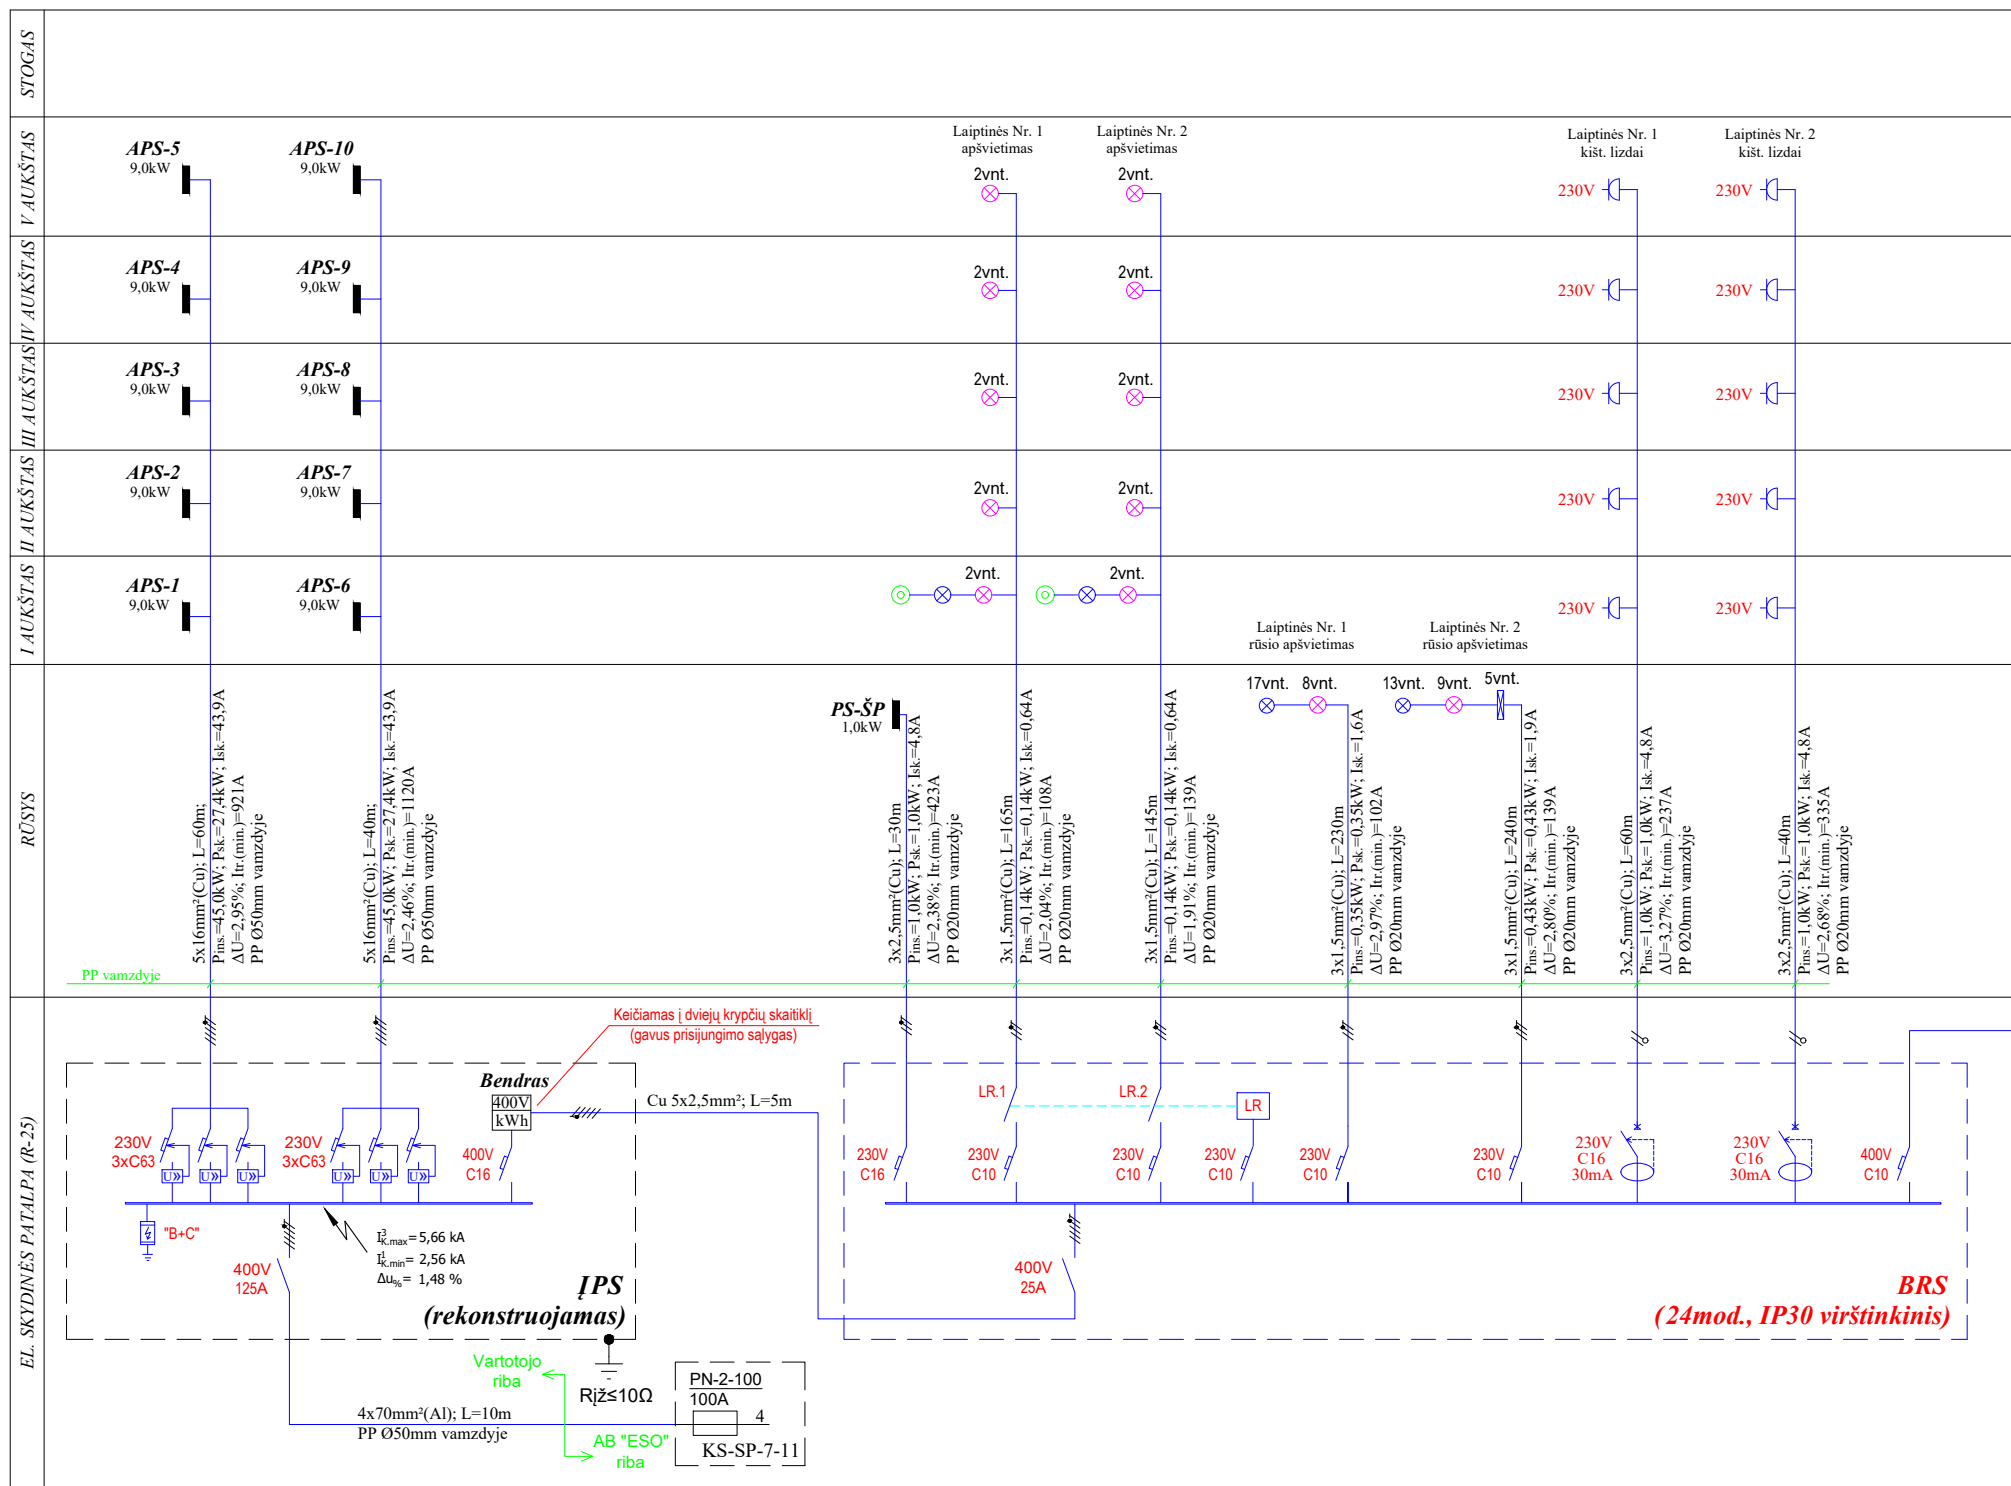 STOGAS
V AUKŠTAS
IV AUKŠTAS
III AUKŠTAS
II AUKŠTAS
I AUKŠTAS
RŪSYS
EL. SKYDINĖS PATALPA (R-25)
APS-5
9,0kW
APS-10
9,0kW
Laiptinės Nr. 1
apšvietimas
2vnt.
Laiptinės Nr. 2
apšvietimas
2vnt.
Laiptinės Nr. 1
kišt. lizdai
230V
Laiptinės Nr. 2
kišt. lizdai
230V
APS-4
9,0kW
APS-9
9,0kW
2vnt.
2vnt.
230V
230V
APS-3
9,0kW
APS-8
9,0kW
2vnt.
2vnt.
230V
230V
APS-2
9,0kW
APS-7
9,0kW
2vnt.
2vnt.
230V
230V
APS-1
9,0kW
APS-6
9,0kW
2vnt.
2vnt.
230V
230V
Laiptinės Nr. 1
rūsio apšvietimas
Laiptinės Nr. 2
rūsio apšvietimas
17vnt. 8vnt.
13vnt. 9vnt. 5vnt.
PS-ŠP
1,0kW
5x16mm²(Cu); L=60m;
Pins.=45,0kW; Psk.=27,4kW; Isk.=43,9A
ΔU=2,95%; Itr.(min.)=921A
PP Ø50mm vamzdyje
5x16mm²(Cu); L=40m;
Pins.=45,0kW; Psk.=27,4kW; Isk.=43,9A
ΔU=2,46%; Itr.(min.)=1120A
PP Ø50mm vamzdyje
3x2,5mm²(Cu); L=30m
Pins.=1,0kW; Psk.=1,0kW; Isk.=4,8A
ΔU=2,38%; Itr.(min.)=423A
PP Ø20mm vamzdyje
3x1,5mm²(Cu); L=165m
Pins.=0,14kW; Psk.=0,14kW; Isk.=0,64A
ΔU=2,04%; Itr.(min.)=108A
PP Ø20mm vamzdyje
3x1,5mm²(Cu); L=145m
Pins.=0,14kW; Psk.=0,14kW; Isk.=0,64A
ΔU=1,91%; Itr.(min.)=139A
PP Ø20mm vamzdyje
3x1,5mm²(Cu); L=230m
Pins.=0,35kW; Psk.=0,35kW; Isk.=1,6A
ΔU=2,97%; Itr.(min.)=102A
PP Ø20mm vamzdyje
3x1,5mm²(Cu); L=240m
Pins.=0,43kW; Psk.=0,43kW; Isk.=1,9A
ΔU=2,80%; Itr.(min.)=139A
PP Ø20mm vamzdyje
3x2,5mm²(Cu); L=60m
Pins.=1,0kW; Psk.=1,0kW; Isk.=4,8A
ΔU=3,27%; Itr.(min.)=237A
PP Ø20mm vamzdyje
3x2,5mm²(Cu); L=40m
Pins.=1,0kW; Psk.=1,0kW; Isk.=4,8A
ΔU=2,68%; Itr.(min.)=335A
PP Ø20mm vamzdyje
PP vamzdyje
Keičiamas į dviejų krypčių skaitiklį
(gavus prisijungimo sąlygas)
Bendras
400V
kWh
Cu 5x2,5mm²; L=5m
230V
3xC63
U»
U»
U»
230V
3xC63
U»
U»
U»
400V
C16
"B+C"
400V
125A
I³K.max= 5,66 kA
I¹K.min= 2,56 kA
Δu%= 1,48 %
ĮPS
(rekonstruojamas)
Rįž≤10Ω
LR.1
LR.2
LR
230V
C16
230V
C10
230V
C10
230V
C10
230V
C10
230V
C10
230V
C16
30mA
230V
C16
30mA
400V
C10
400V
25A
BRS
(24mod., IP30 virštinkinis)
Vartotojo
riba
4x70mm²(Al); L=10m
PP Ø50mm vamzdyje
AB "ESO"
riba
PN-2-100
100A
4
KS-SP-7-11